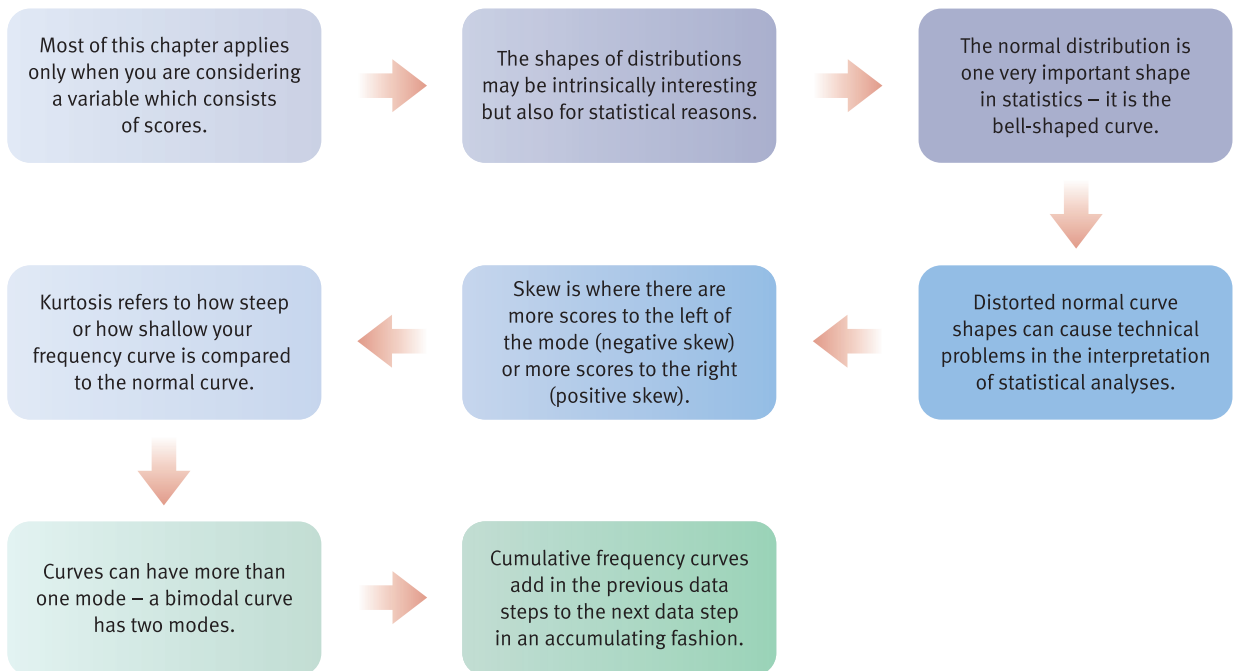 Most of this chapter applies
only when you are considering
a variable which consists
of scores.
The shapes of distributions
may be intrinsically interesting
but also for statistical reasons.
The normal distribution is
one very important shape
in statistics – it is the
bell-shaped curve.
Distorted normal curve
shapes can cause technical
problems in the interpretation
of statistical analyses.
Skew is where there are
more scores to the left of
the mode (negative skew)
or more scores to the right
(positive skew).
Kurtosis refers to how steep
or how shallow your
frequency curve is compared
to the normal curve.
Curves can have more than
one mode – a bimodal curve
has two modes.
Cumulative frequency curves
add in the previous data
steps to the next data step
in an accumulating fashion.